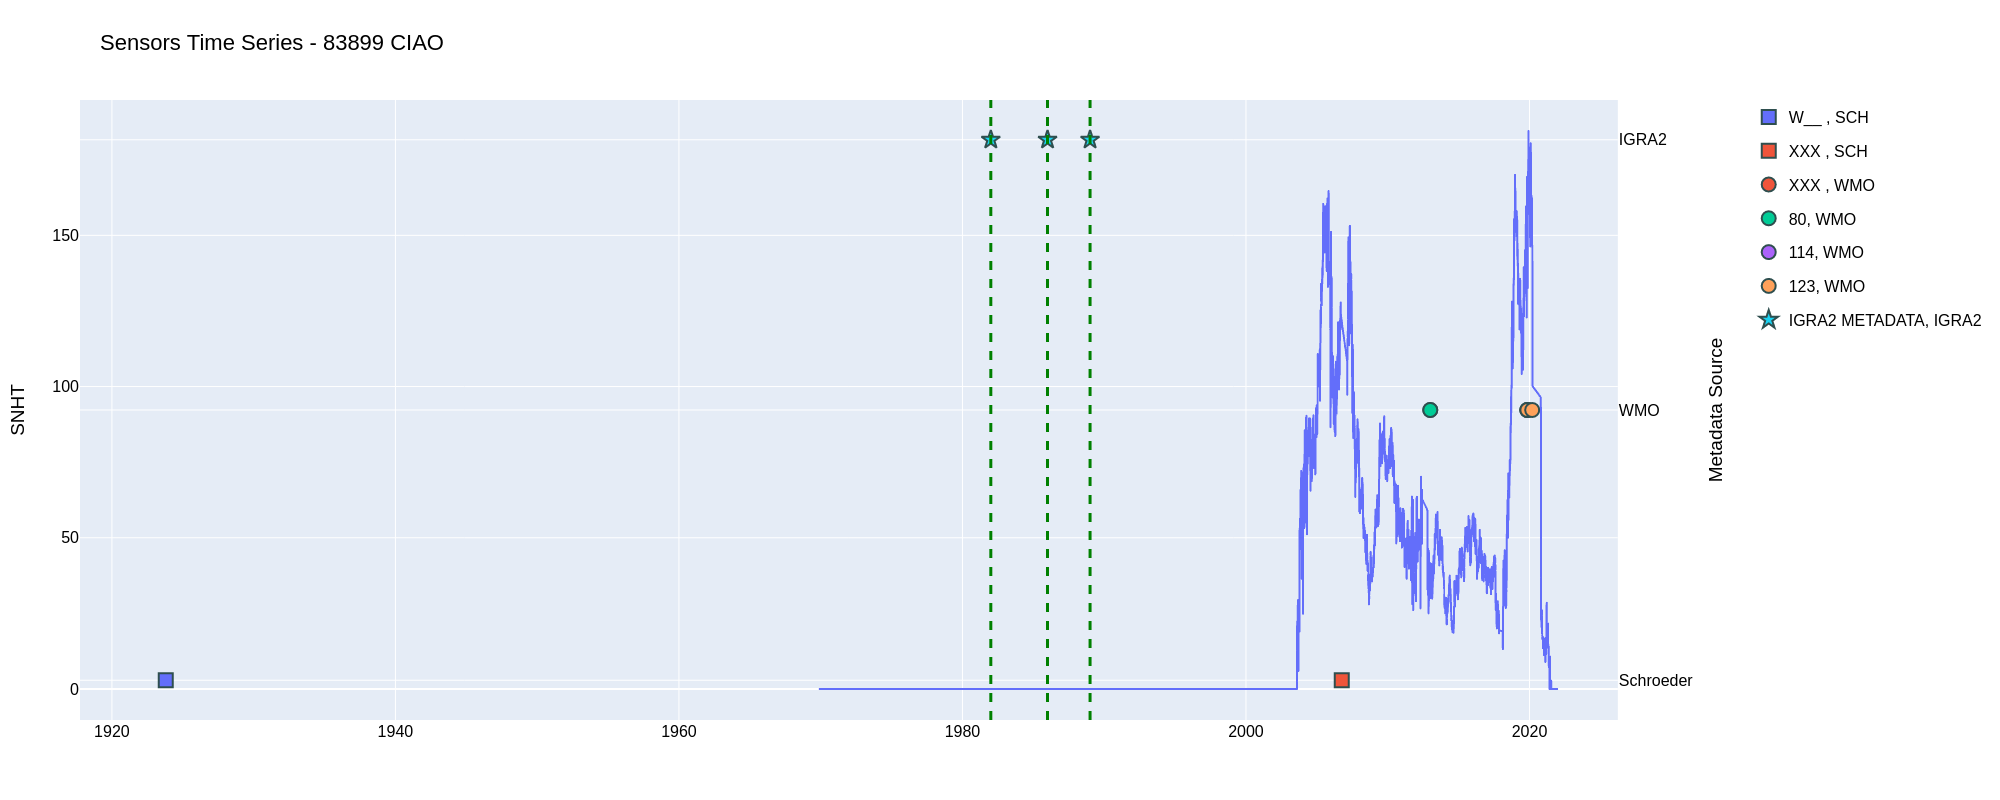 Sensors Time Series - 83899 CIAO
SNHT
150
100
50
0
1920
1940
1960
1980
2000
2020
IGRA2
WMO
Schroeder
Metadata Source
W__ , SCH
XXX , SCH
XXX , WMO
80, WMO
114, WMO
123, WMO
IGRA2 METADATA, IGRA2